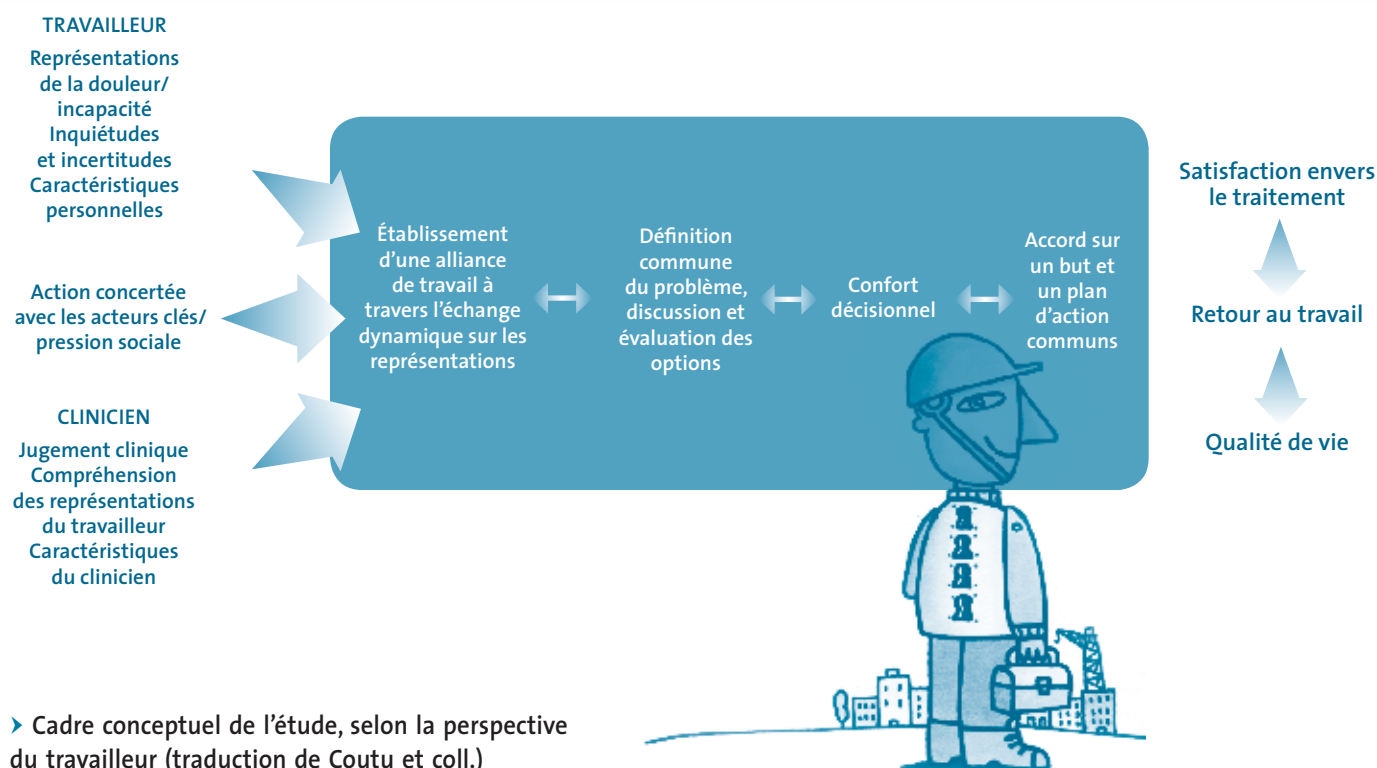 TRAVAILLEUR
Représentations
de la douleur/
incapacité
Inquiétudes
et incertitudes
Caractéristiques
personnelles
Action concertée
avec les acteurs clés/
pression sociale
CLINICIEN
Jugement clinique
Compréhension
des représentations
du travailleur
Caractéristiques
du clinicien
Établissement
d’une alliance
de travail à
travers l’échange
dynamique sur les
représentations
Définition
commune
du problème,
discussion et
évaluation des
options
Confort
décisionnel
Accord sur
un but et
un plan
d’action
communs
Satisfaction envers
le traitement
Retour au travail
Qualité de vie
➤ Cadre conceptuel de l’étude, selon la perspective
du travailleur (traduction de Coutu et coll.)